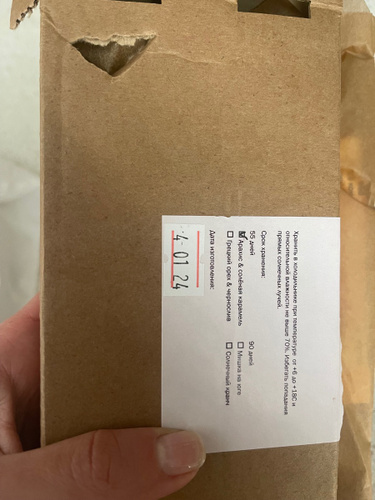 Хранить в холодильнике при температуре от +6 до +18С и
относительной влажности не выше 70%. Избегать попадания
прямых солнечных лучей.
Срок хранения:
55 дней 90 дней
Арахис & солёная карамель Мишка на юге
Грецкий орех & чернослив Солнечный кранч
Дата изготовления:
4 01 24